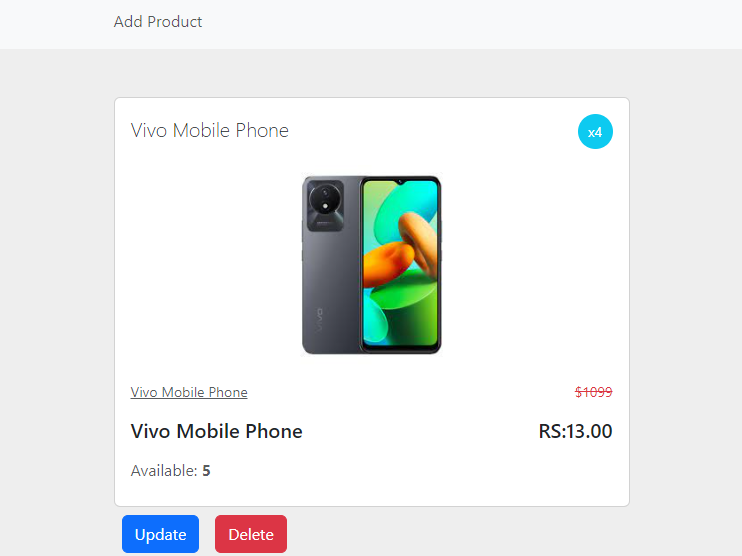 Add Product
Vivo Mobile Phone
x4
vivo
Vivo Mobile Phone
$1099
Vivo Mobile Phone
RS:13.00
Available: 5
Update
Delete